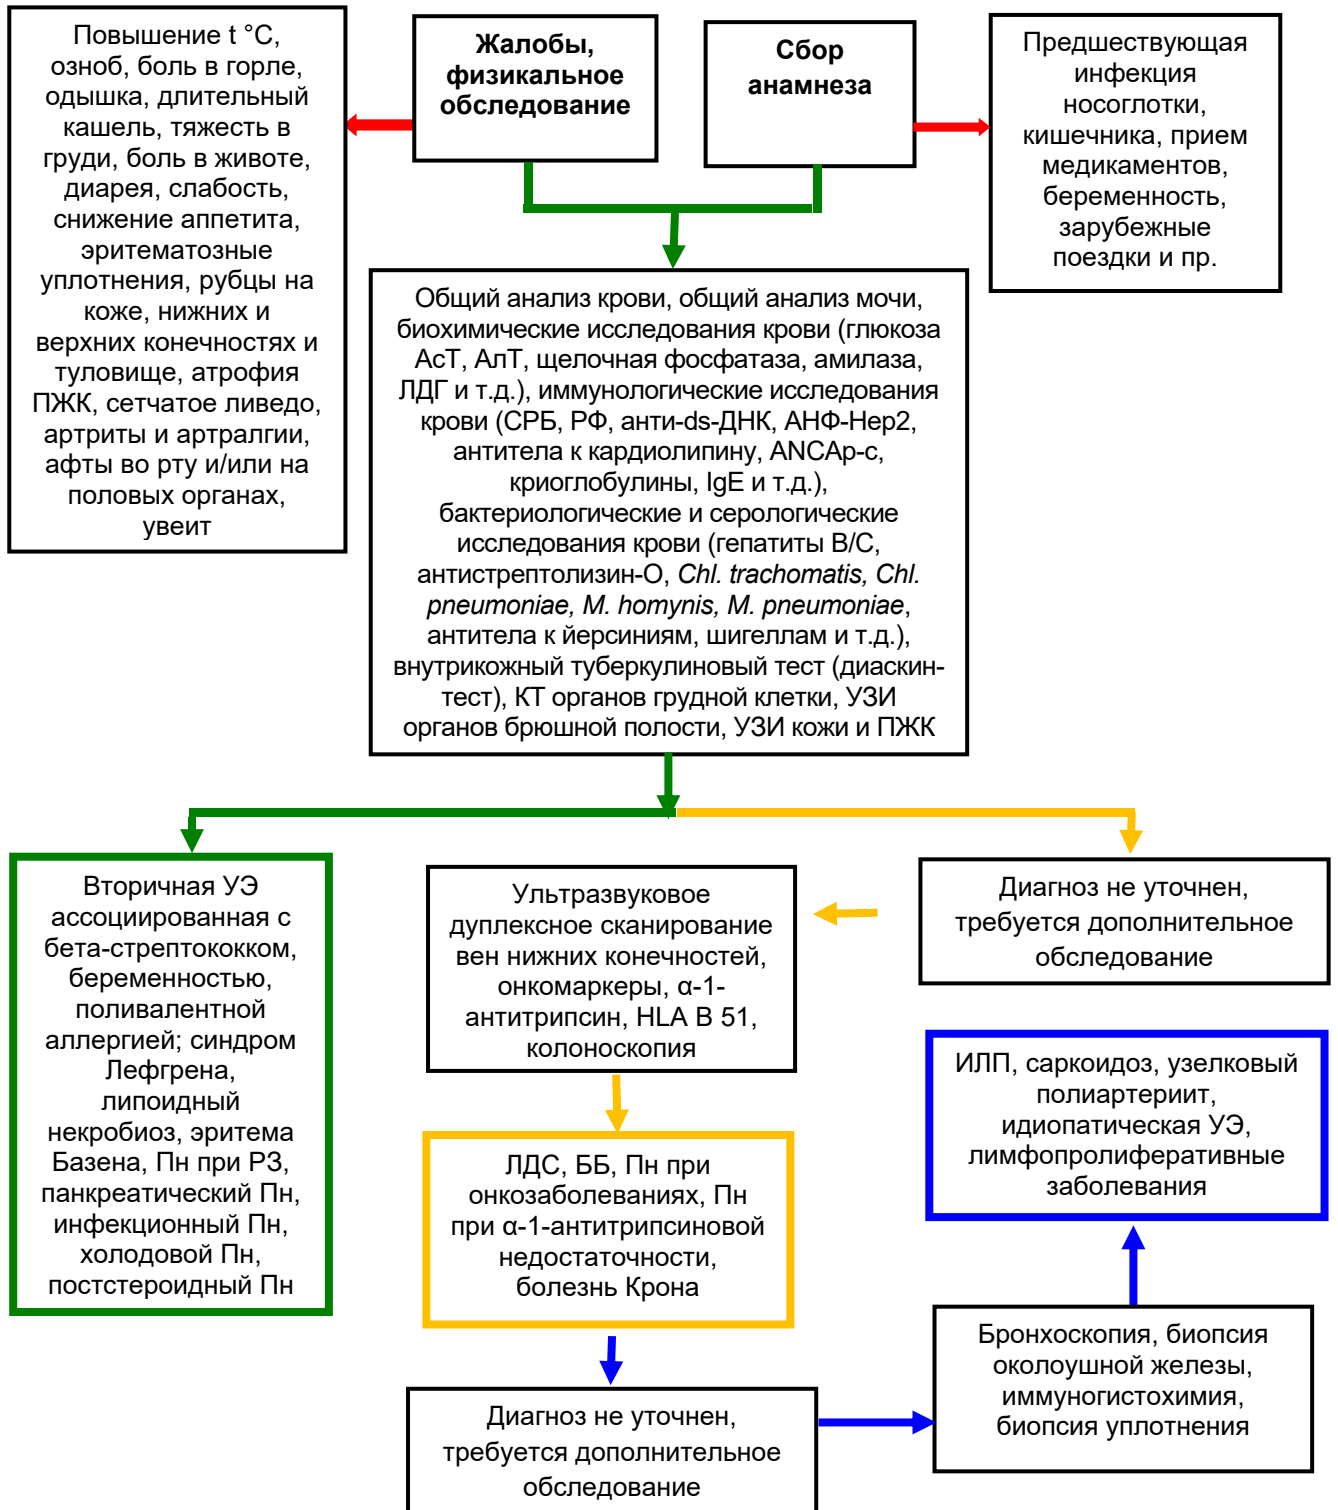 Повышение t °C,
озноб, боль в горле,
одышка, длительный
кашель, тяжесть в
груди, боль в животе,
диарея, слабость,
снижение аппетита,
эритематозные
уплотнения, рубцы на
коже, нижних и
верхних конечностях и
туловище, атрофия
ПЖК, сетчатое ливедо,
артриты и артралгии,
афты во рту и/или на
половых органах,
увеит
Жалобы,
физикальное
обследование
Сбор
анамнеза
Предшествующая
инфекция
носоглотки,
кишечника, прием
медикаментов,
беременность,
зарубежные
поездки и пр.
Общий анализ крови, общий анализ мочи,
биохимические исследования крови (глюкоза
АсТ, АлТ, щелочная фосфатаза, амилаза,
ЛДГ и т.д.), иммунологические исследования
крови (СРБ, РФ, анти-ds-ДНК, АНФ-Нер2,
антитела к кардиолипину, ANCAp-c,
криоглобулины, IgE и т.д.),
бактериологические и серологические
исследования крови (гепатиты В/С,
антистрептолизин-О, Chl. trachomatis, Chl.
pneumoniae, M. homynis, M. pneumoniae,
антитела к йерсиниям, шигеллам и т.д.),
внутрикожный туберкулиновый тест (диаскин-
тест), КТ органов грудной клетки, УЗИ
органов брюшной полости, УЗИ кожи и ПЖК
Вторичная УЭ
ассоциированная с
бета-стрептококком,
беременностью,
поливалентной
аллергией; синдром
Лефгрена,
липоидный
некробиоз, эритема
Базена, Пн при РЗ,
панкреатический Пн,
инфекционный Пн,
холодовой Пн,
постстероидный Пн
Ультразвуковое
дуплексное сканирование
вен нижних конечностей,
онкомаркеры, α-1-
антитрипсин, HLA B 51,
колоноскопия
Диагноз не уточнен,
требуется дополнительное
обследование
ЛДС, ББ, Пн при
онкозаболеваниях, Пн
при α-1-антитрипсиновой
недостаточности,
болезнь Крона
ИЛП, саркоидоз, узелковый
полиартериит,
идиопатическая УЭ,
лимфопролиферативные
заболевания
Диагноз не уточнен,
требуется дополнительное
обследование
Бронхоскопия, биопсия
околоушной железы,
иммуногистохимия,
биопсия уплотнения